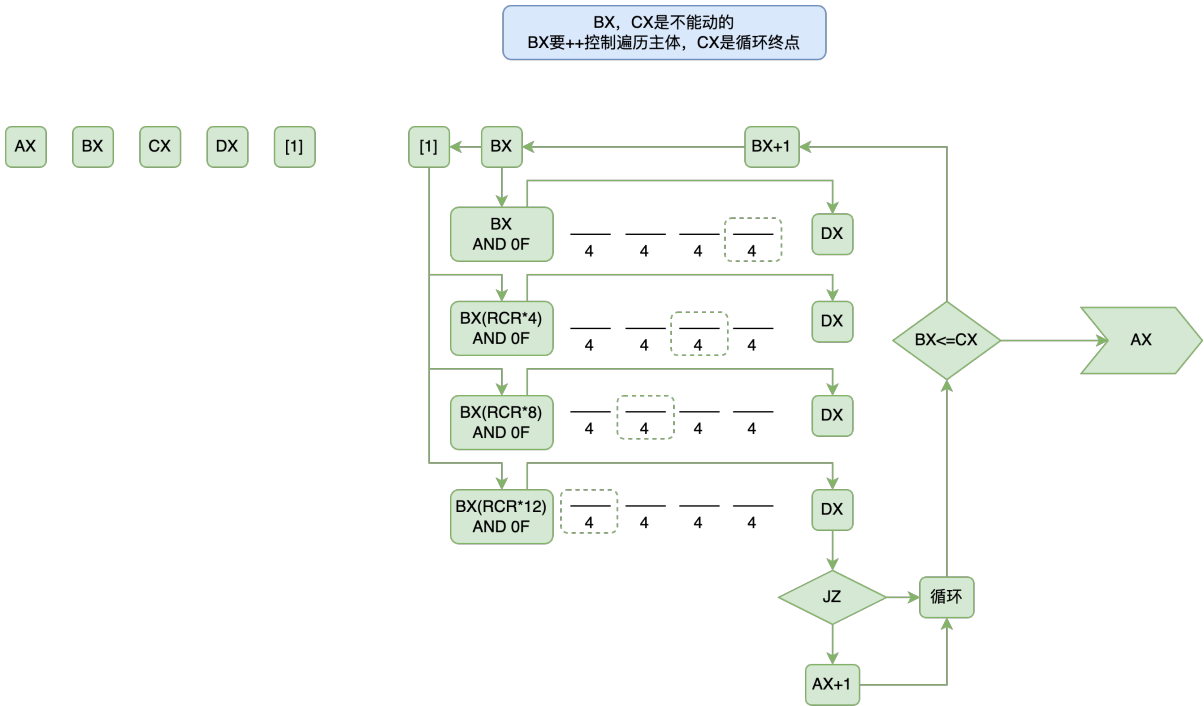 BX，CX是不能动的
BX要++控制遍历主体，CX是循环终点
AX
BX
CX
DX
[1]
[1]
BX
BX+1
BX
AND 0F
4
4
4
4
DX
BX(RCR*4)
AND 0F
4
4
4
4
DX
BX<=CX
AX
BX(RCR*8)
AND 0F
4
4
4
4
DX
BX(RCR*12)
AND 0F
4
4
4
4
DX
JZ
循环
AX+1